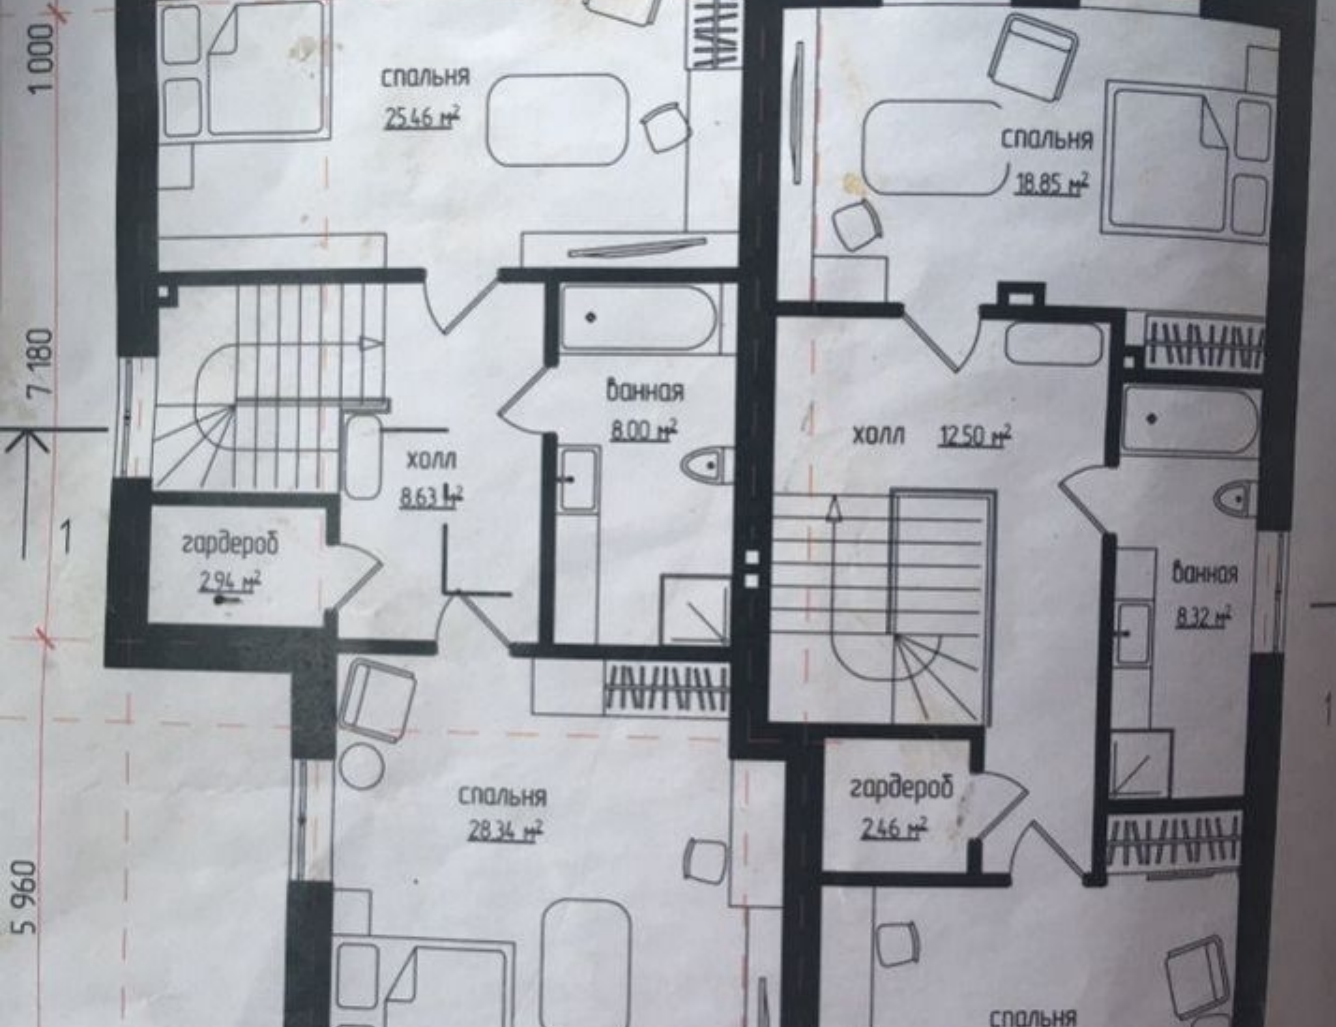 1 000
7 180
5 960
1
спальня
25.46 м²
спальня
18.85 м²
ванная
8.00 м²
холл
8.63 м²
холл 12.50 м²
гардероб
2.94 м²
ванная
8.32 м²
спальня
28.34 м²
гардероб
2.46 м²
спальня